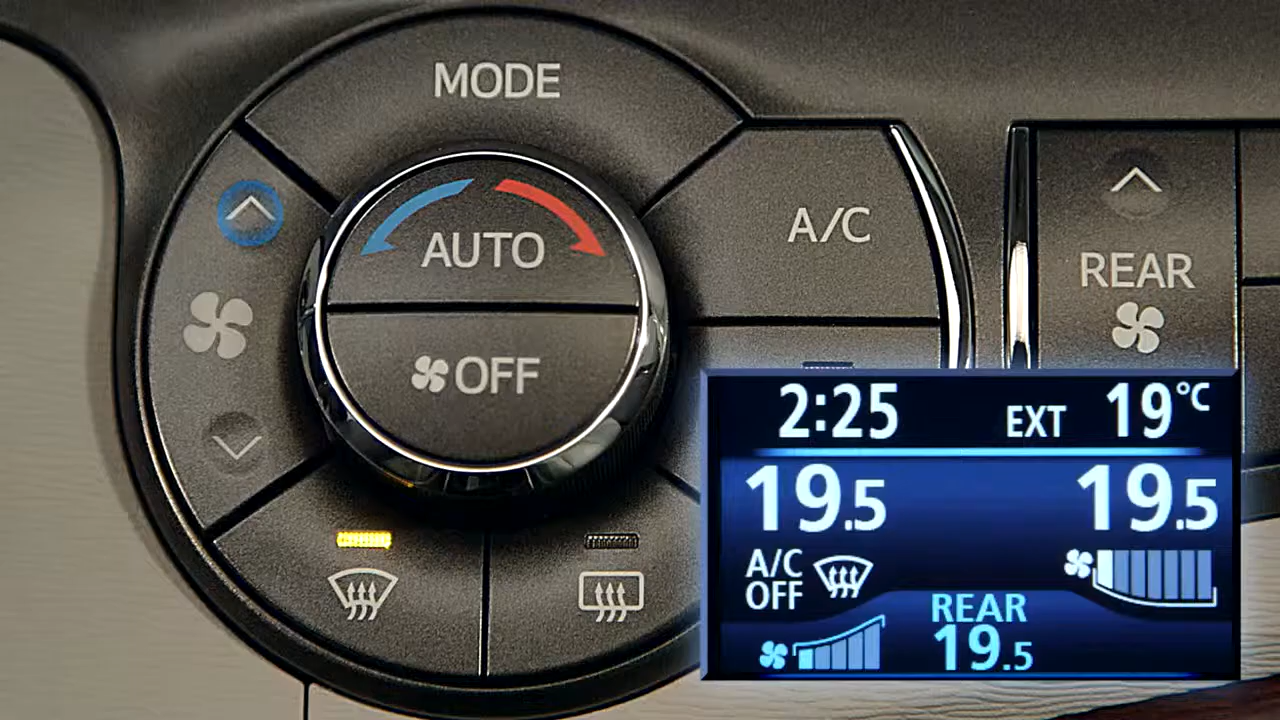 MODE
AUTO
A/C
REAR
OFF
2:25 EXT 19°C
19.5 19.5
A/C
OFF
REAR
19.5